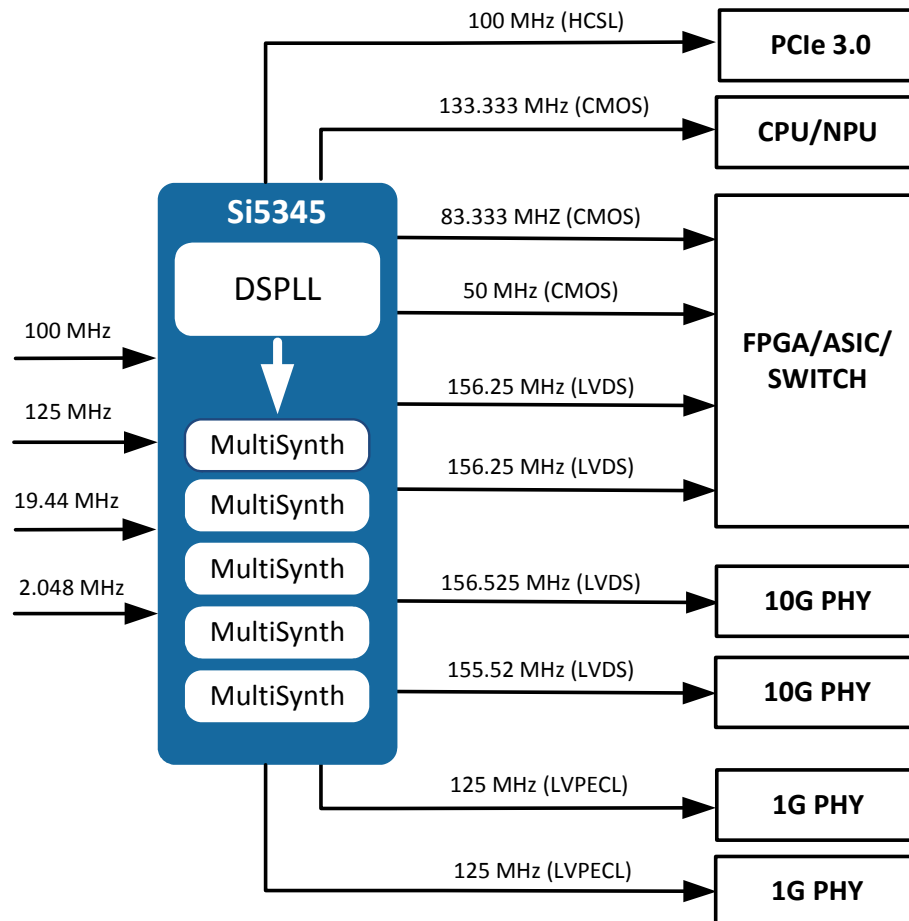 100 MHz (HCSL)
PCIe 3.0
133.333 MHz (CMOS)
CPU/NPU
Si5345
DSPLL
MultiSynth
MultiSynth
MultiSynth
MultiSynth
MultiSynth
100 MHz
125 MHz
19.44 MHz
2.048 MHz
83.333 MHZ (CMOS)
50 MHz (CMOS)
156.25 MHz (LVDS)
156.25 MHz (LVDS)
FPGA/ASIC/
SWITCH
156.525 MHz (LVDS)
10G PHY
155.52 MHz (LVDS)
10G PHY
125 MHz (LVPECL)
1G PHY
125 MHz (LVPECL)
1G PHY